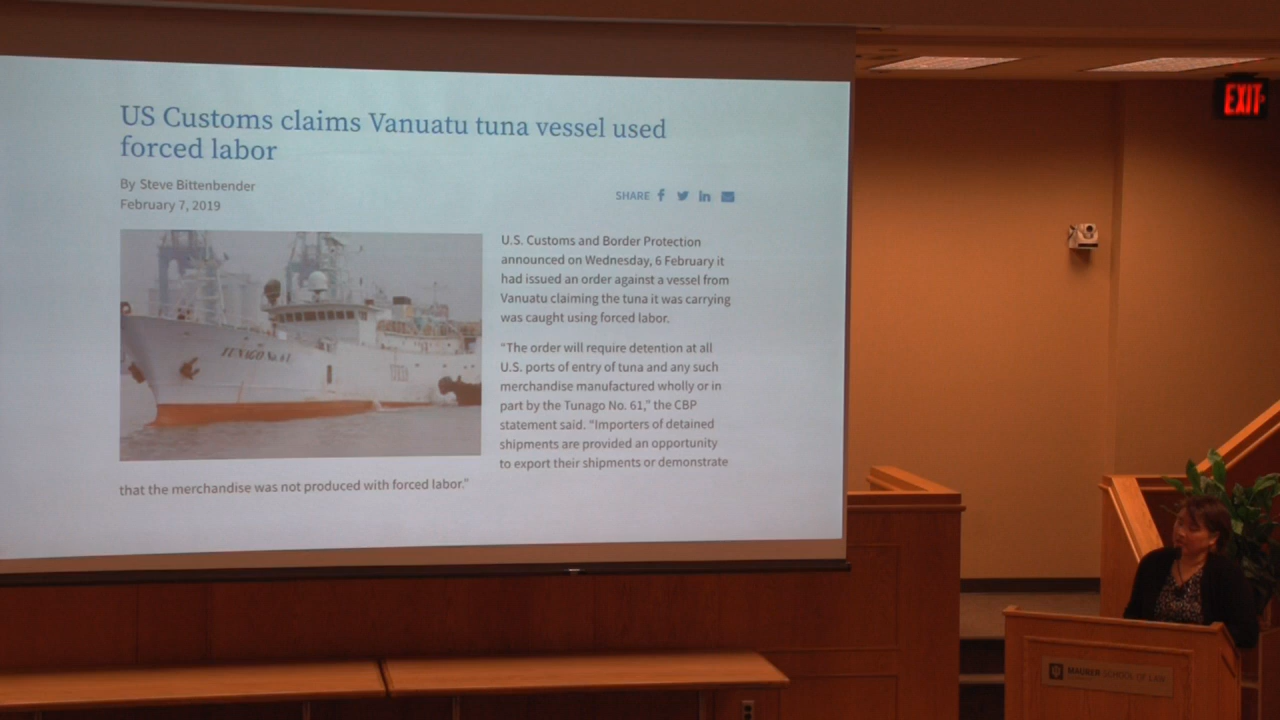 US Customs claims Vanuatu tuna vessel used
forced labor
By Steve Bittenbender
February 7, 2019
SHARE
U.S. Customs and Border Protection
announced on Wednesday, 6 February it
had issued an order against a vessel from
Vanuatu claiming the tuna it was carrying
was caught using forced labor.
“The order will require detention at all
U.S. ports of entry of tuna and any such
merchandise manufactured wholly or in
part by the Tunago No. 61,” the CBP
statement said. “Importers of detained
shipments are provided an opportunity
to export their shipments or demonstrate
that the merchandise was not produced with forced labor.”
TUNAGO No. 61
EXIT
MAURER SCHOOL OF LAW